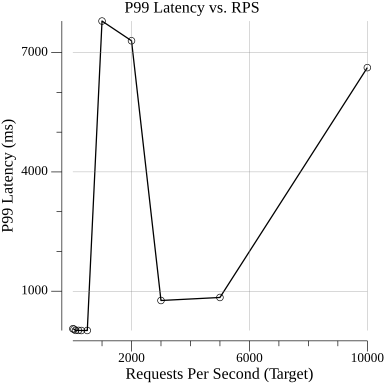 P99 Latency vs. RPS
P99 Latency (ms)
7000
4000
1000
2000 6000 10000
Requests Per Second (Target)